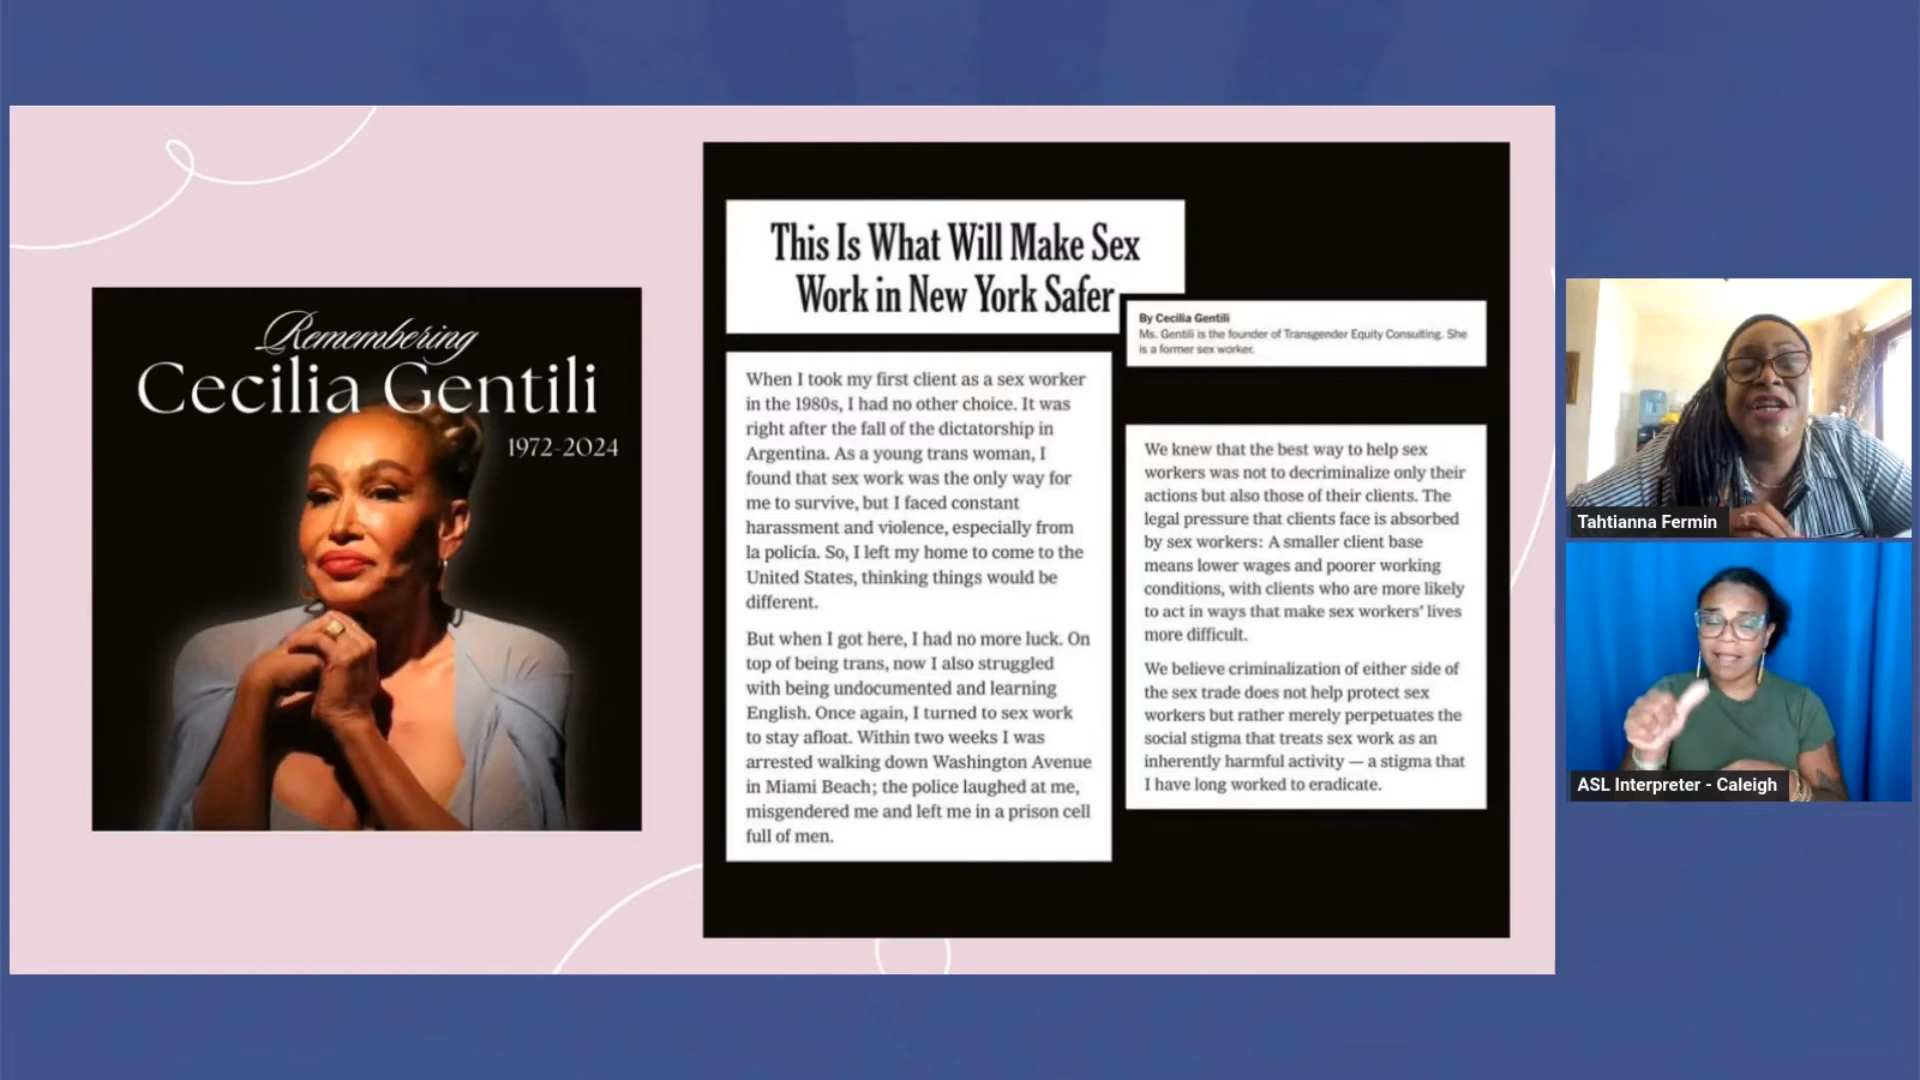 Remembering
Cecilia Gentili
1972-2024
This Is What Will Make Sex
Work in New York Safer
By Cecilia Gentili
Ms. Gentili is the founder of Transgender Equity Consulting. She
is a former sex worker.
When I took my first client as a sex worker
in the 1980s, I had no other choice. It was
right after the fall of the dictatorship in
Argentina. As a young trans woman, I
found that sex work was the only way for
me to survive, but I faced constant
harassment and violence, especially from
la policía. So, I left my home to come to the
United States, thinking things would be
different.
But when I got here, I had no more luck. On
top of being trans, now I also struggled
with being undocumented and learning
English. Once again, I turned to sex work
to stay afloat. Within two weeks I was
arrested walking down Washington Avenue
in Miami Beach; the police laughed at me,
misgendered me and left me in a prison cell
full of men.
We knew that the best way to help sex
workers was not to decriminalize only their
actions but also those of their clients. The
legal pressure that clients face is absorbed
by sex workers: A smaller client base
means lower wages and poorer working
conditions, with clients who are more likely
to act in ways that make sex workers' lives
more difficult.
We believe criminalization of either side of
the sex trade does not help protect sex
workers but rather merely perpetuates the
social stigma that treats sex work as an
inherently harmful activity — a stigma that
I have long worked to eradicate.
Tahtianna Fermin
ASL Interpreter - Caleigh